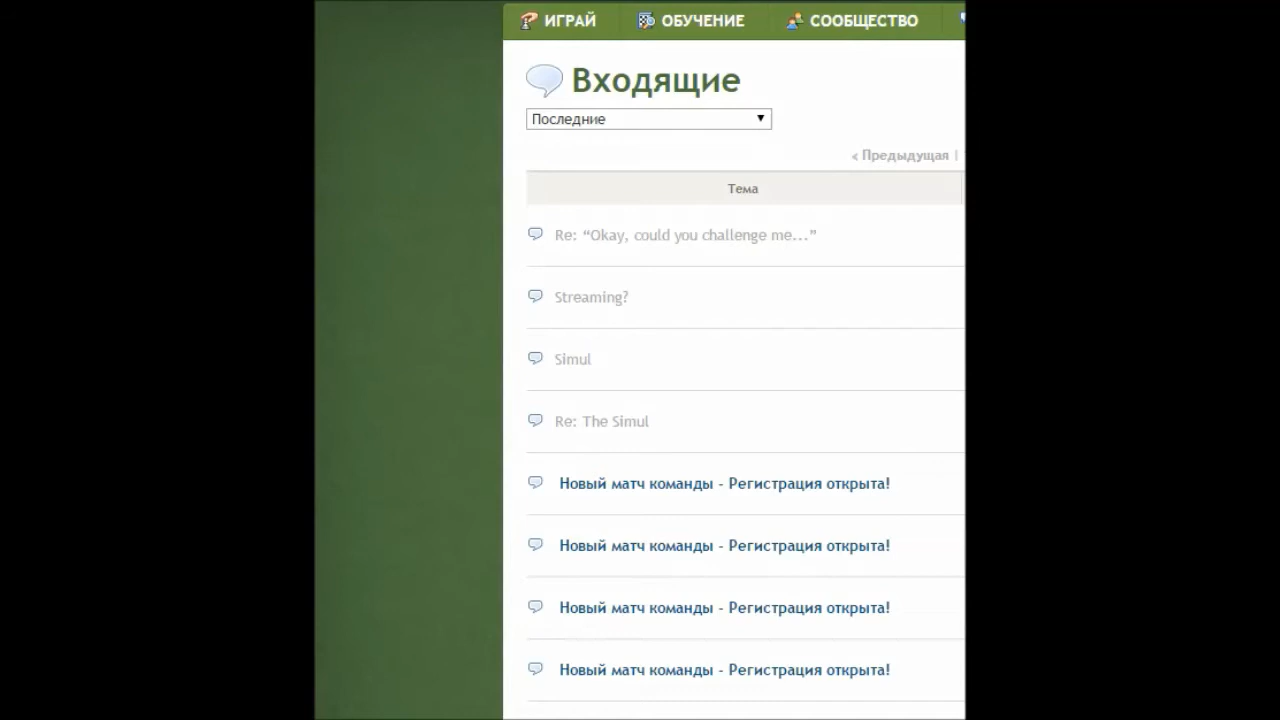 ИГРАЙ ОБУЧЕНИЕ СООБЩЕСТВО
Входящие
Последние
‹ Предыдущая |
Тема
Re: “Okay, could you challenge me...”
Streaming?
Simul
Re: The Simul
Новый матч команды - Регистрация открыта!
Новый матч команды - Регистрация открыта!
Новый матч команды - Регистрация открыта!
Новый матч команды - Регистрация открыта!